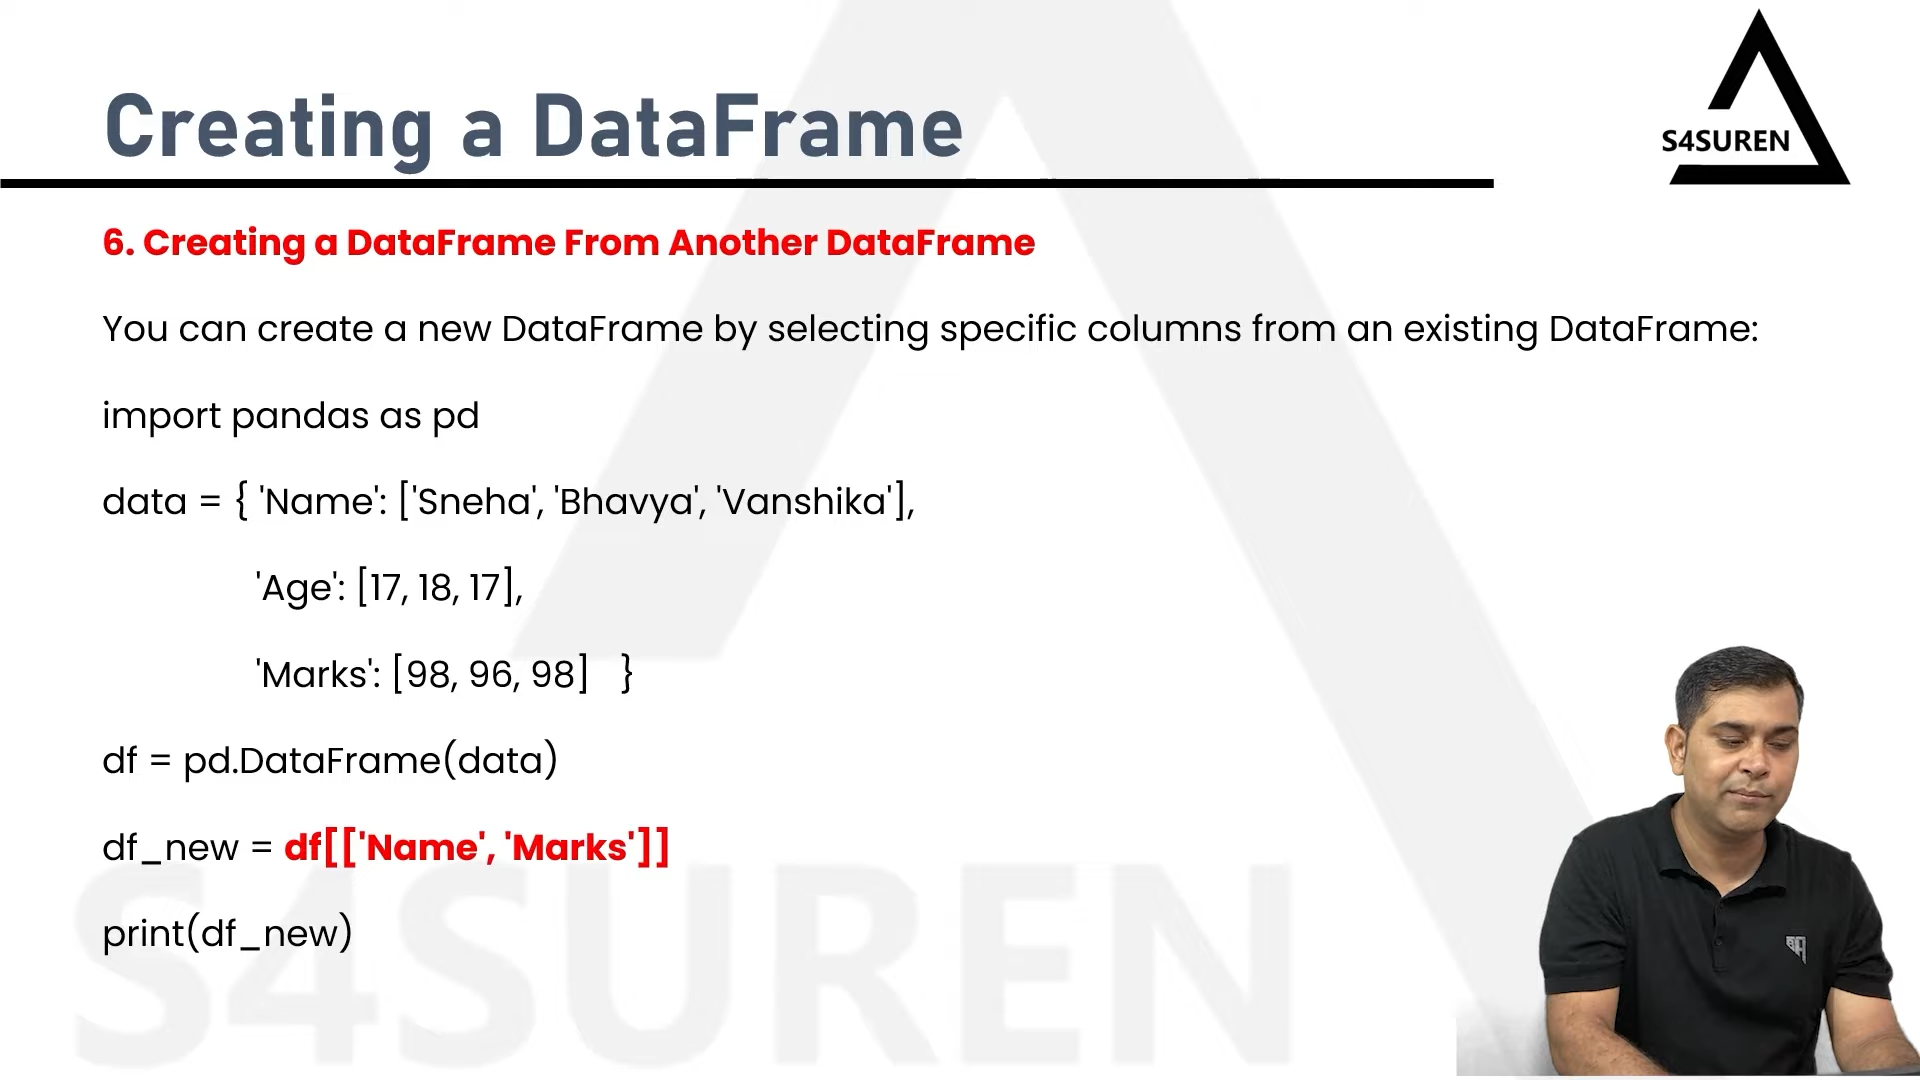 Creating a DataFrame
S4SUREN
6. Creating a DataFrame From Another DataFrame
You can create a new DataFrame by selecting specific columns from an existing DataFrame:
import pandas as pd
data = { 'Name': ['Sneha', 'Bhavya', 'Vanshika'],
'Age': [17, 18, 17],
'Marks': [98, 96, 98] }
df = pd.DataFrame(data)
df_new = df[['Name', 'Marks']]
print(df_new)
S4SUREN